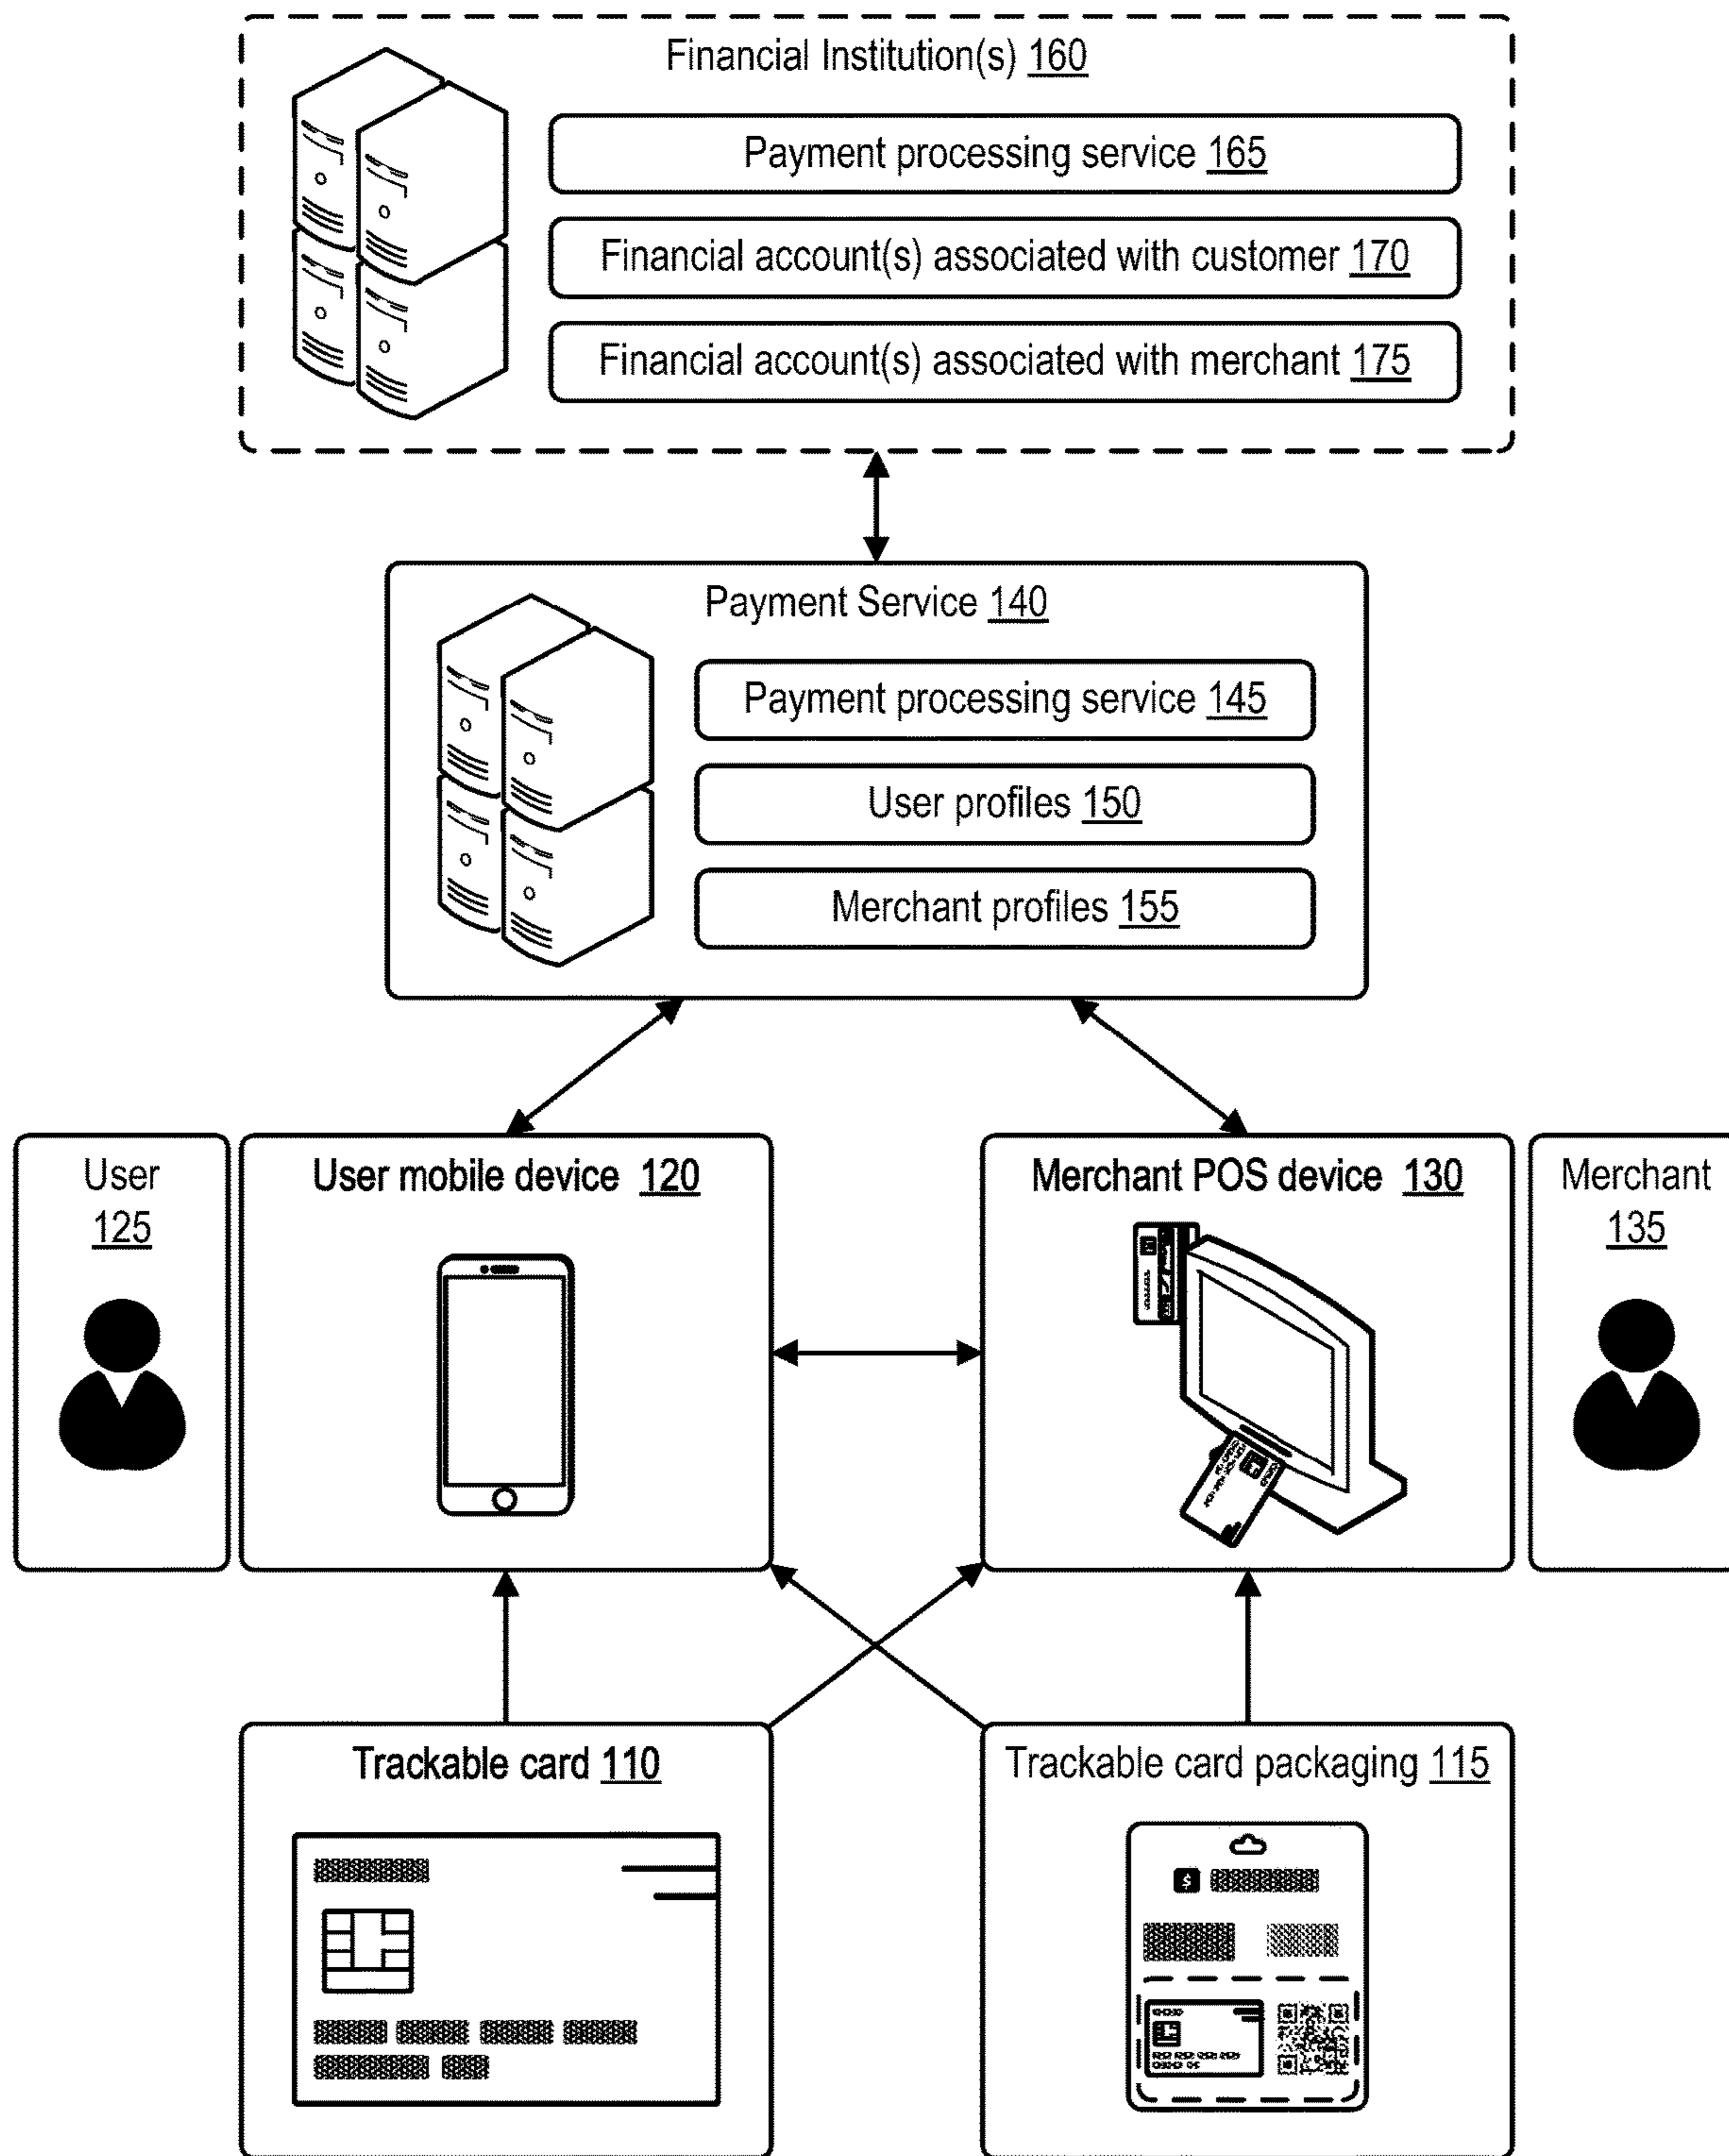 Financial Institution(s) 160
Payment processing service 165
Financial account(s) associated with customer 170
Financial account(s) associated with merchant 175
Payment Service 140
Payment processing service 145
User profiles 150
Merchant profiles 155
User
125
User mobile device 120
Merchant POS device 130
Merchant
135
Trackable card 110
Trackable card packaging 115
$